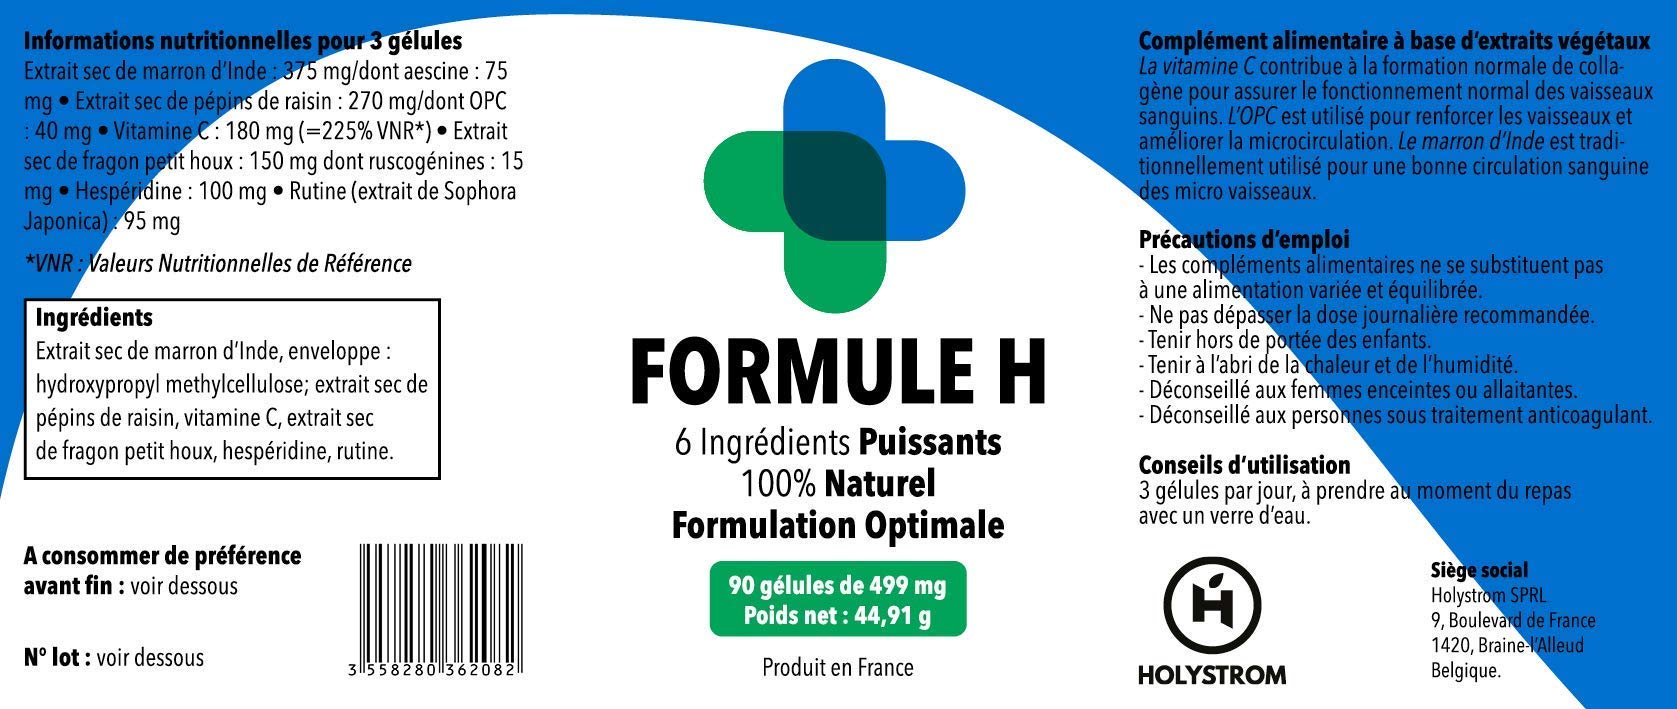 Informations nutritionnelles pour 3 gélules
Extrait sec de marron d'Inde : 375 mg/dont aescine : 75
mg • Extrait sec de pépins de raisin : 270 mg/dont OPC
: 40 mg • Vitamine C : 180 mg (=225% VNR*) • Extrait
sec de fragon petit houx : 150 mg dont ruscogénines : 15
mg • Hespéridine : 100 mg • Rutine (extrait de Sophora
Japonica) : 95 mg
*VNR : Valeurs Nutritionnelles de Référence
Ingrédients
Extrait sec de marron d'Inde, enveloppe :
hydroxypropyl methylcellulose; extrait sec de
pépins de raisin, vitamine C, extrait sec
de fragon petit houx, hespéridine, rutine.
A consommer de préférence
avant fin : voir dessous
N° lot : voir dessous
3 558280 362082
FORMULE H
6 Ingrédients Puissants
100% Naturel
Formulation Optimale
90 gélules de 499 mg
Poids net : 44,91 g
Produit en France
Complément alimentaire à base d'extraits végétaux
La vitamine C contribue à la formation normale de colla-
gène pour assurer le fonctionnement normal des vaisseaux
sanguins. L'OPC est utilisé pour renforcer les vaisseaux et
améliorer la microcirculation. Le marron d'Inde est tradi-
tionnellement utilisé pour une bonne circulation sanguine
des micro vaisseaux.
Précautions d'emploi
- Les compléments alimentaires ne se substituent pas
à une alimentation variée et équilibrée.
- Ne pas dépasser la dose journalière recommandée.
- Tenir hors de portée des enfants.
- Tenir à l'abri de la chaleur et de l'humidité.
- Déconseillé aux femmes enceintes ou allaitantes.
- Déconseillé aux personnes sous traitement anticoagulant.
Conseils d'utilisation
3 gélules par jour, à prendre au moment du repas
avec un verre d'eau.
H
HOLYSTROM
Siège social
Holystrom SPRL
9, Boulevard de France
1420, Braine-l'Alleud
Belgique.